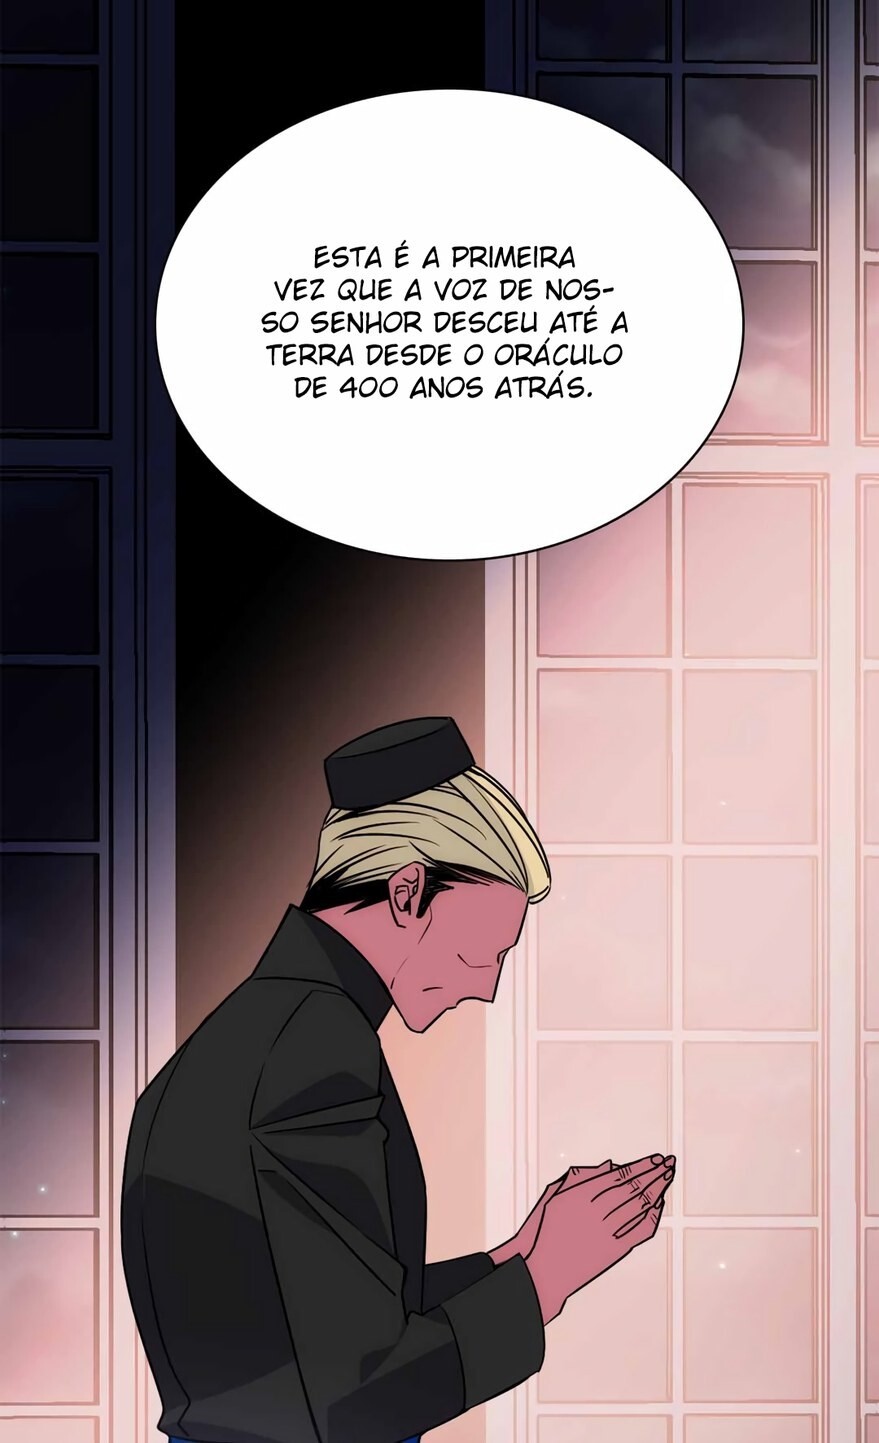 ESTA É A PRIMEIRA
VEZ QUE A VOZ DE NOS-
SO SENHOR DESCEU ATÉ A
TERRA DESDE O ORÁCULO
DE 400 ANOS ATRÁS.